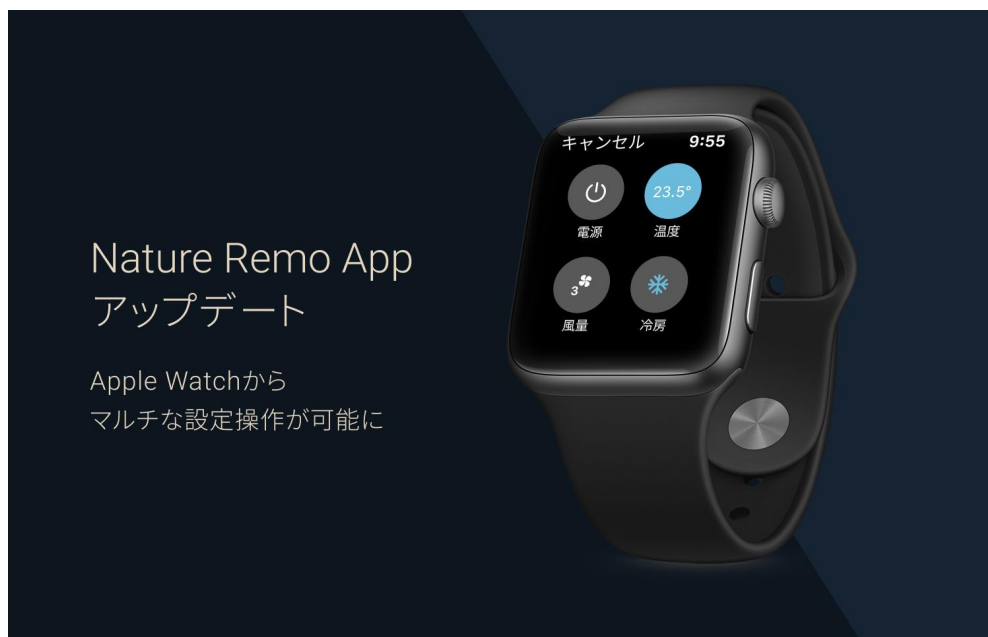 Nature Remo App
アップデート
Apple Watchから
マルチな設定操作が可能に
キャンセル 9:55
電源
23.5°
温度
3
風量
冷房